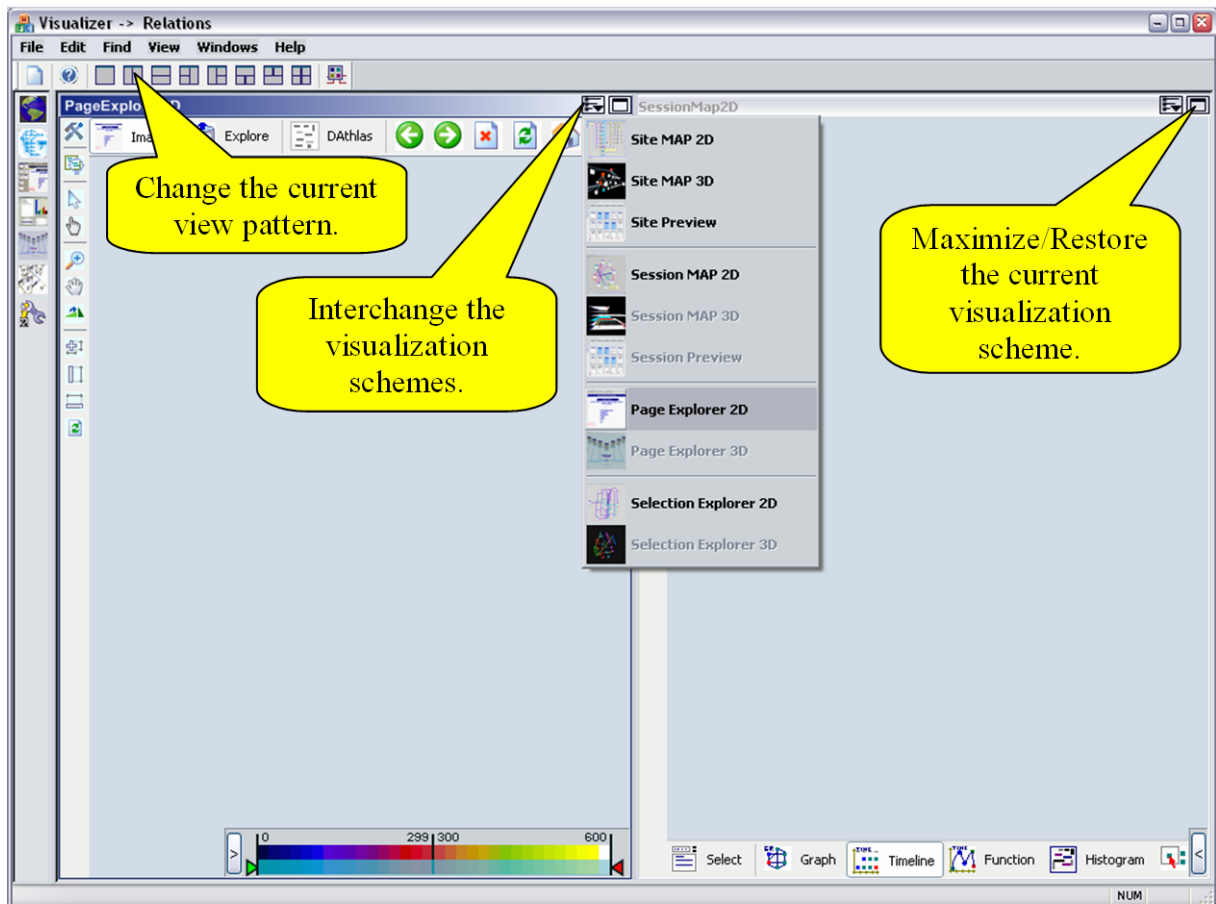 Visualizer -> Relations
File Edit Find View Windows Help
PageExplo D
SessionMap2D
Ima Explore DAthlas
Change the current
view pattern.
Interchange the
visualization
schemes.
Maximize/Restore
the current
visualization
scheme.
Site MAP 2D
Site MAP 3D
Site Preview
Session MAP 2D
Session MAP 3D
Session Preview
Page Explorer 2D
Page Explorer 3D
Selection Explorer 2D
Selection Explorer 3D
0 299 300 600
>
Select Graph Timeline Function Histogram <
NUM